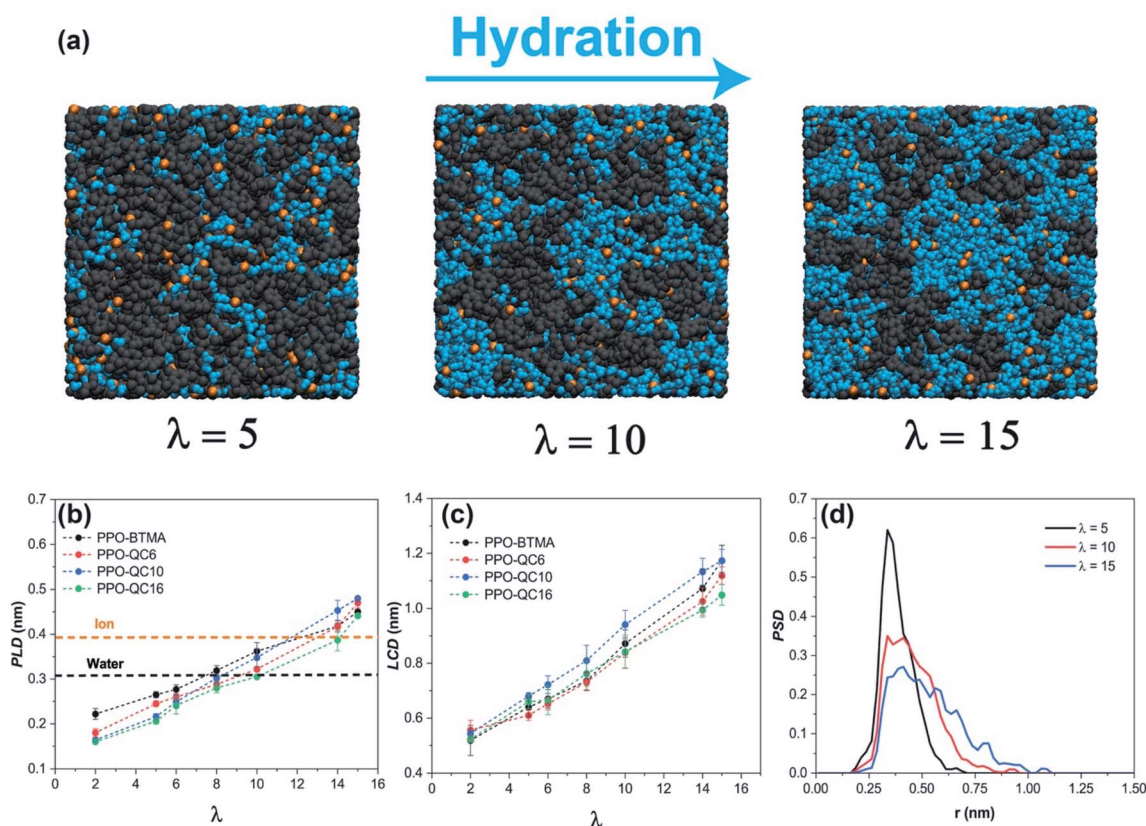 (a)
Hydration
λ = 5
λ = 10
λ = 15
(b)
PLD (nm)
0.7
0.6
0.5
0.4
0.3
0.2
0.1
PPO-BTMA
PPO-QC6
PPO-QC10
PPO-QC16
Ion
Water
0 2 4 6 8 10 12 14 16
λ
(c)
LCD (nm)
1.4
1.2
1.0
0.8
0.6
0.4
PPO-BTMA
PPO-QC6
PPO-QC10
PPO-QC16
0 2 4 6 8 10 12 14 16
λ
(d)
PSD
0.7
0.6
0.5
0.4
0.3
0.2
0.1
0.0
λ = 5
λ = 10
λ = 15
0.00 0.25 0.50 0.75 1.00 1.25 1.50
r (nm)